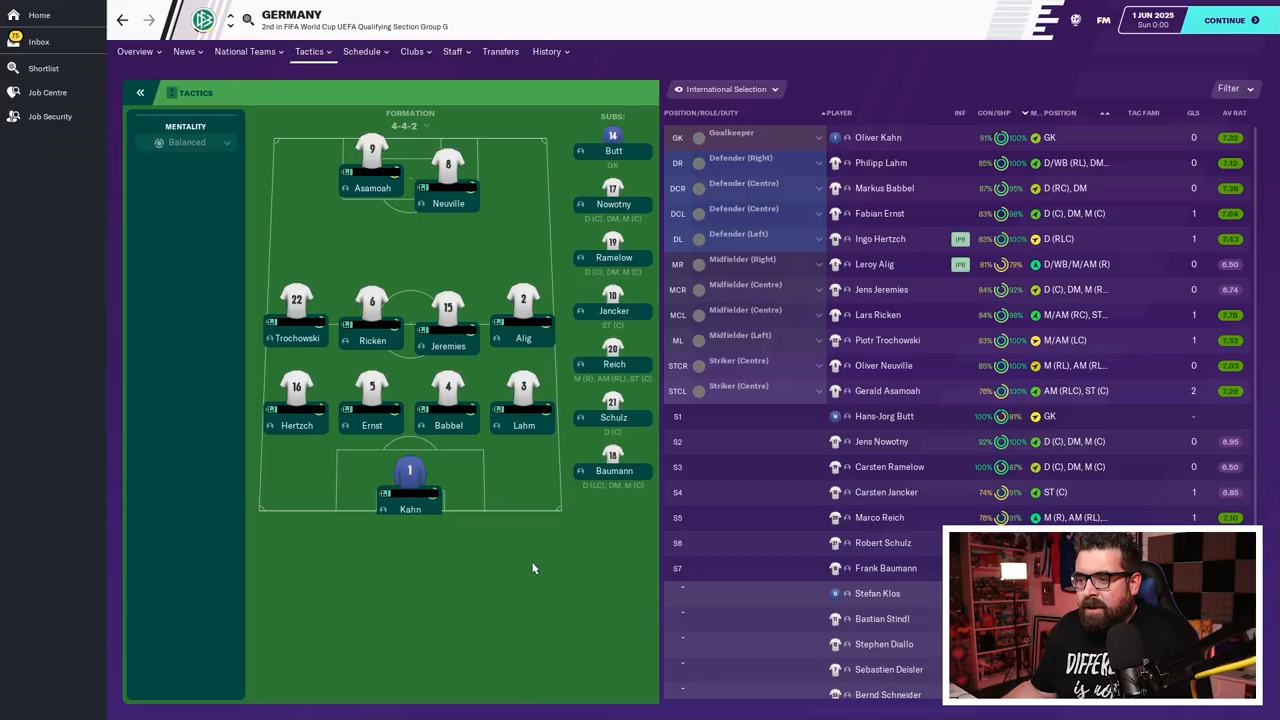 Home
75
Inbox
Shortlist
Job Centre
Job Security
GERMANY
2nd in FIFA World Cup UEFA Qualifying Section Group G
FM
1 JUN 2025
Sun 0:00
CONTINUE
Overview
News
National Teams
Tactics
Schedule
Clubs
Staff
Transfers
History
TACTICS
MENTALITY
Balanced
FORMATION
4-4-2
9
Asamoah
8
Neuville
22
Trochowski
6
Ricken
15
Jeremies
2
Alig
16
Hertzch
5
Ernst
4
Babbel
3
Lahm
1
Kahn
SUBS:
14
Butt
GK
17
Nowotny
D (C), DM, M (C)
19
Ramelow
D (C), DM, M (C)
10
Jancker
ST (C)
20
Reich
M (R), AM (RL), ST (C)
21
Schulz
D (C)
18
Baumann
D (LC), DM, M (C)
International Selection
Filter
POSITION/ROLE/DUTY PLAYER INF CON/SHP M... POSITION TAC FAMI GLS AV RAT
GK Goalkeeper Oliver Kahn 91% 100% GK 0 7.32
DR Defender (Right) Philipp Lahm 85% 100% D/WB (RL), DM... 0 7.12
DCR Defender (Centre) Markus Babbel 87% 95% D (RC), DM 0 7.38
DCL Defender (Centre) Fabian Ernst 83% 98% D (C), DM, M (C) 1 7.04
DL Defender (Left) Ingo Hertzch IPR 83% 100% D (RLC) 1 7.43
MR Midfielder (Right) Leroy Alig IPR 81% 79% D/WB/M/AM (R) 0 6.50
MCR Midfielder (Centre) Jens Jeremies 84% 92% D (C), DM, M (R... 0 6.74
MCL Midfielder (Centre) Lars Ricken 84% 98% M/AM (RC), ST... 1 7.78
ML Midfielder (Left) Piotr Trochowski 83% 100% M/AM (LC) 1 7.33
STCR Striker (Centre) Oliver Neuville 85% 100% M (RL), AM (RL... 0 7.03
STCL Striker (Centre) Gerald Asamoah 76% 100% AM (RLC), ST (C) 2 7.26
S1 Hans-Jorg Butt 100% 81% GK -
S2 Jens Nowotny 92% 100% D (C), DM, M (C) 0 6.95
S3 Carsten Ramelow 100% 87% D (C), DM, M (C) 0 6.50
S4 Carsten Jancker 74% 91% ST (C) 1 6.85
S5 Marco Reich 76% 91% M (R), AM (RL),... 1 7.10
S6 Robert Schulz
S7 Frank Baumann
- Stefan Klos
- Bastian Stindl
- Stephen Diallo
- Sebastien Deisler
- Bernd Schneider
DIFFER
is no